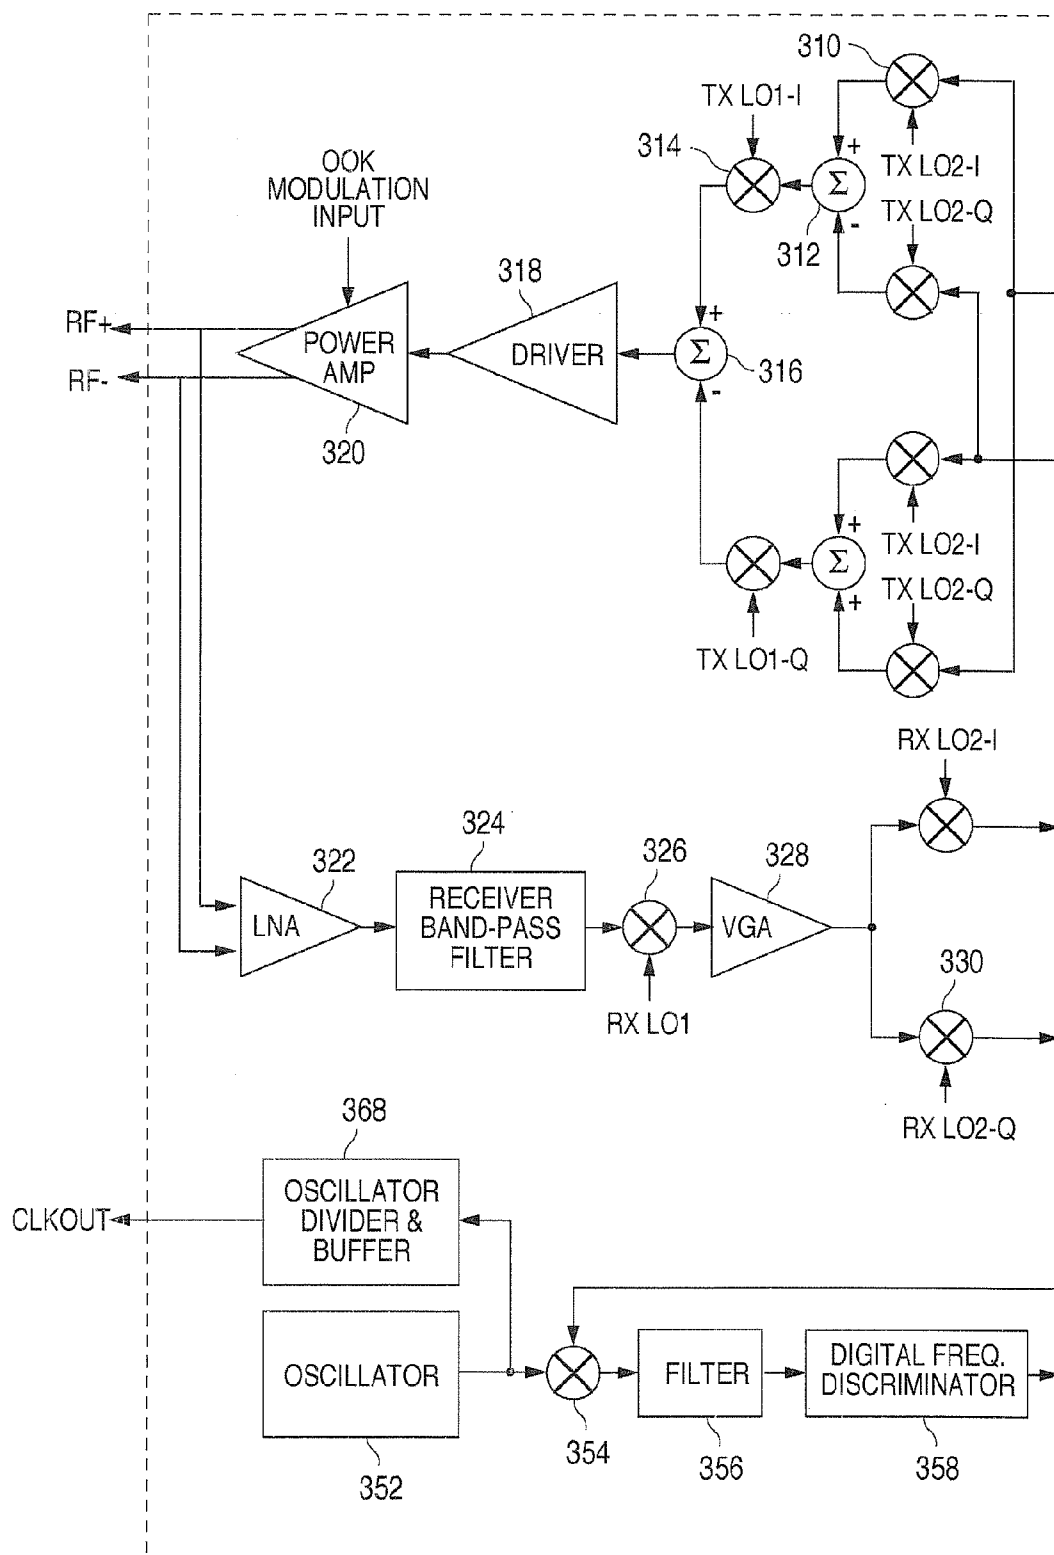 310
TX LO1-I
314
+
Σ
TX LO2-I
TX LO2-Q
312
-
OOK
MODULATION
INPUT
318
RF+
POWER
AMP
DRIVER
+
Σ
316
-
RF-
320
+
TX LO2-I
Σ
TX LO2-Q
+
TX LO1-Q
RX LO2-I
324
326
328
322
LNA
RECEIVER
BAND-PASS
FILTER
VGA
330
RX LO1
RX LO2-Q
368
CLKOUT
OSCILLATOR
DIVIDER &
BUFFER
OSCILLATOR
FILTER
DIGITAL FREQ.
DISCRIMINATOR
354
352
356
358